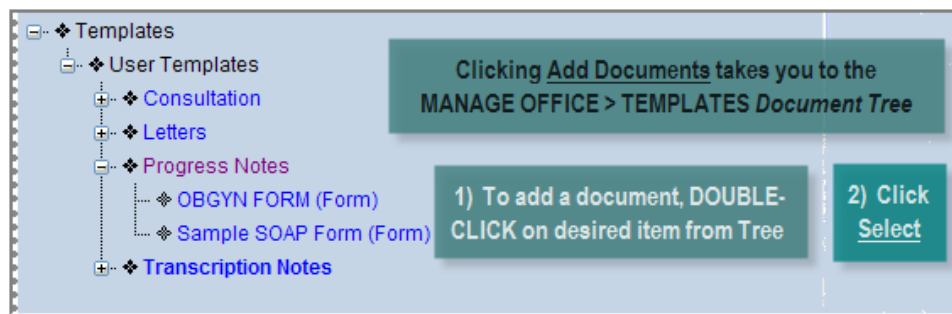 Templates
User Templates
Consultation
Letters
Progress Notes
OBGYN FORM (Form)
Sample SOAP Form (Form)
Transcription Notes
Clicking Add Documents takes you to the
MANAGE OFFICE > TEMPLATES Document Tree
1) To add a document, DOUBLE-
CLICK on desired item from Tree
2) Click
Select